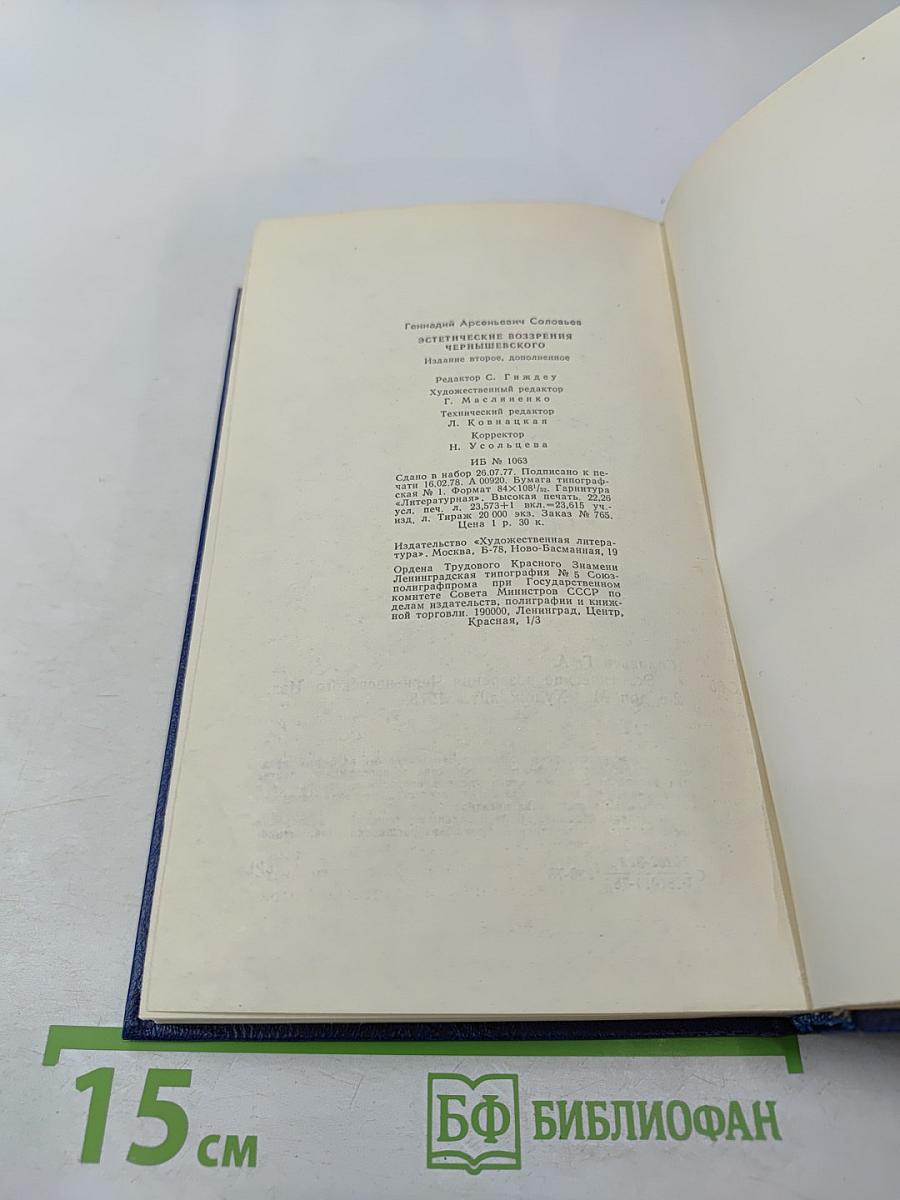 Геннадий Арсеньевич Соловьев
ЭСТЕТИЧЕСКИЕ ВОЗЗРЕНИЯ
ЧЕРНЫШЕВСКОГО
Издание второе, дополненное
Редактор С. Гиждеу
Художественный редактор
Г. Масляненко
Технический редактор
Л. Ковнацкая
Корректор
Н. Усольцева
ИБ № 1063
Сдано в набор 26.07.77. Подписано к пе-
чати 16.02.78. А 00920. Бумага типограф-
ская № 1. Формат 84×108¹/₃₂. Гарнитура
«Литературная». Высокая печать. 22,26
усл. печ. л. 23,573+1 вкл.=23,615 уч.-
изд. л. Тираж 20 000 экз. Заказ № 765.
Цена 1 р. 30 к.
Издательство «Художественная литера-
тура». Москва, Б-78, Ново-Басманная, 19
Ордена Трудового Красного Знамени
Ленинградская типография № 5 Союз-
полиграфпрома при Государственном
комитете Совета Министров СССР по
делам издательств, полиграфии и книж-
ной торговли. 190000, Ленинград, Центр,
Красная, 1/3
15 см
БФ БИБЛИОФАН